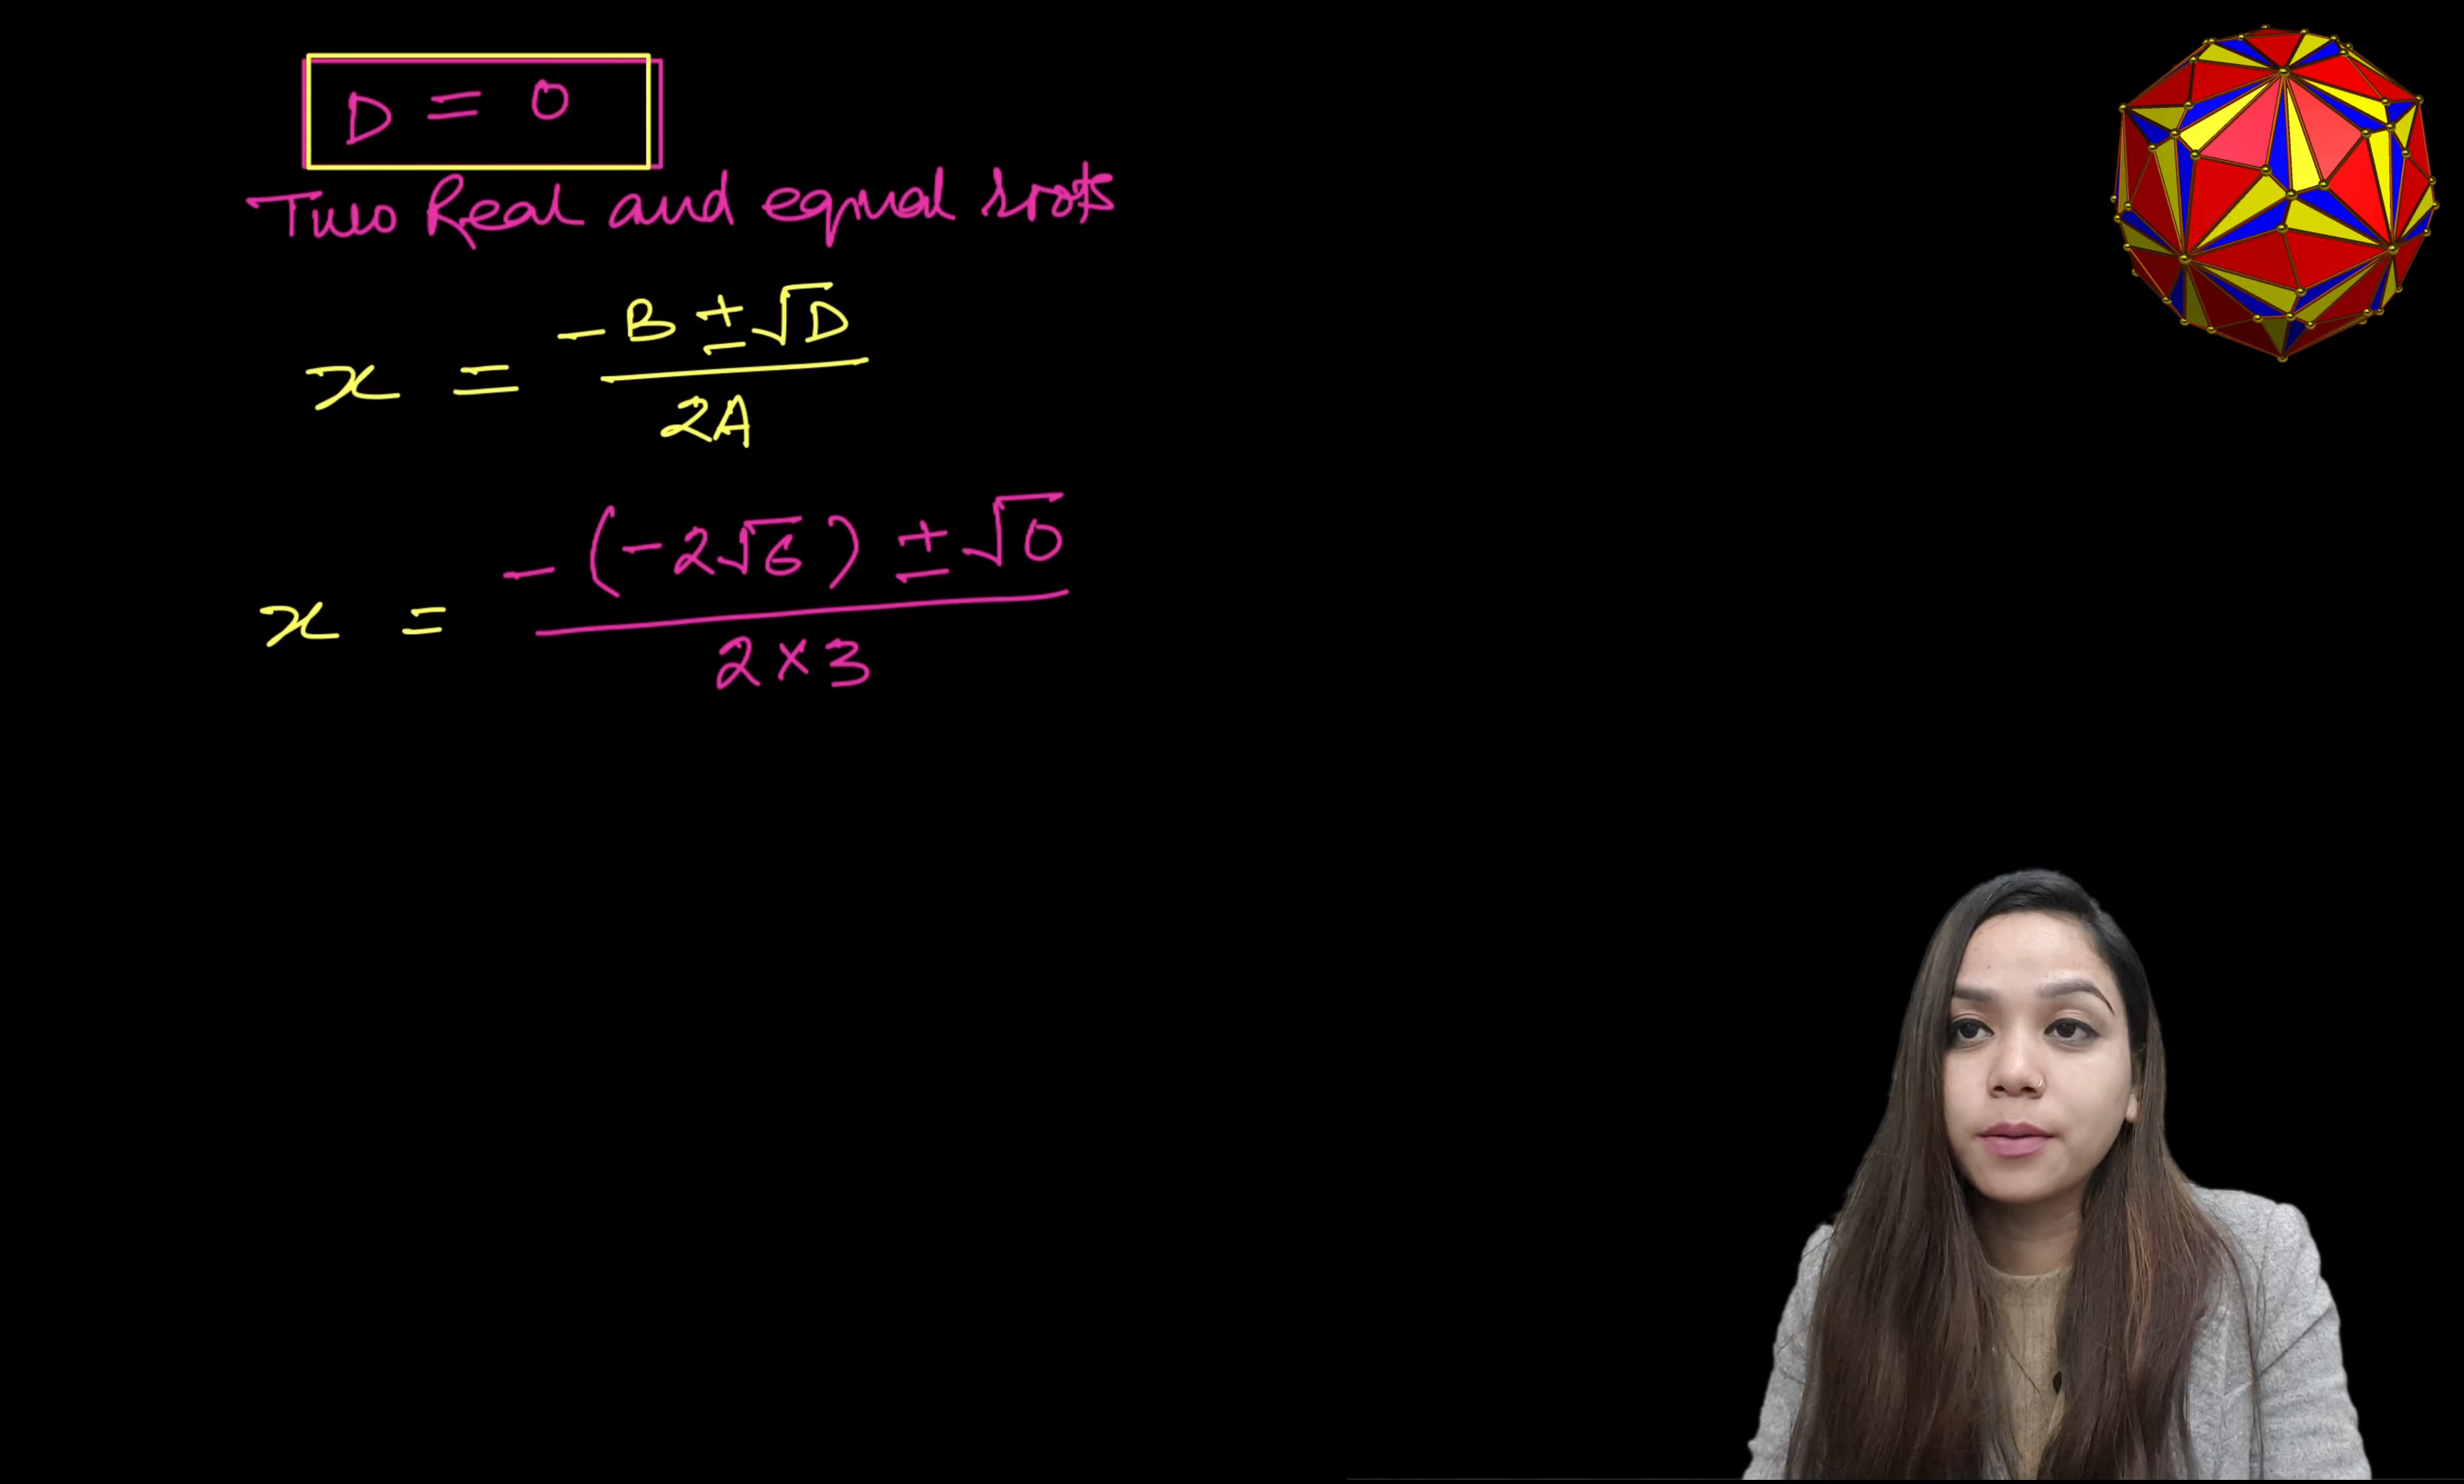 D = 0
Two Real and equal roots
x = -B ± √D / 2A
x = -(-2√6) ± √0 / 2×3